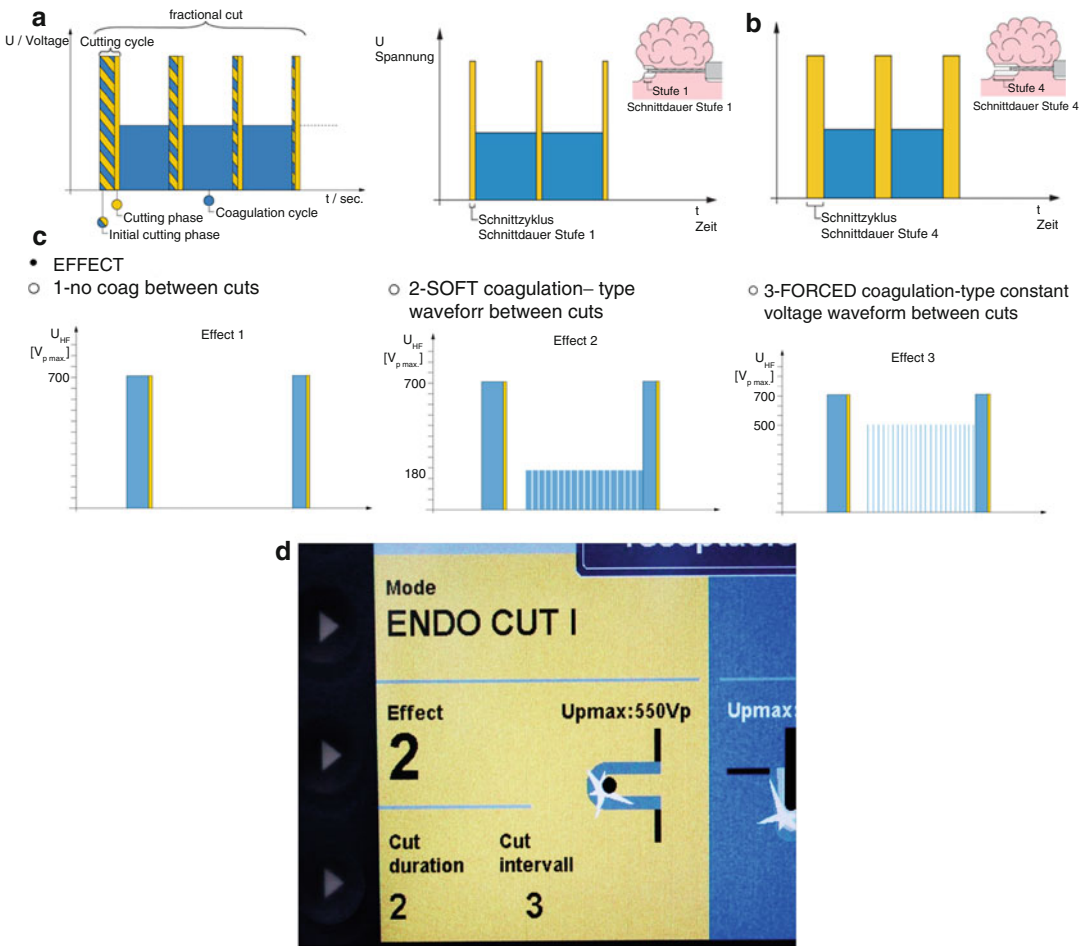 a
fractional cut
U / Voltage
Cutting cycle
t / sec.
Cutting phase
Coagulation cycle
Initial cutting phase
U
Spannung
Stufe 1
Schnittdauer Stufe 1
Schnittzyklus
Schnittdauer Stufe 1
t
Zeit
b
Stufe 4
Schnittdauer Stufe 4
Schnittzyklus
Schnittdauer Stufe 4
t
Zeit
c
• EFFECT
○ 1-no coag between cuts
Effect 1
U HF
[V p max.]
700
○ 2-SOFT coagulation– type
waveforr between cuts
Effect 2
U HF
[V p max.]
700
180
○ 3-FORCED coagulation-type constant
voltage waveform between cuts
Effect 3
U HF
[V p max.]
700
500
d
Mode
ENDO CUT I
Effect
Upmax:550Vp
2
Cut
duration
2
Cut
intervall
3
Upmax: